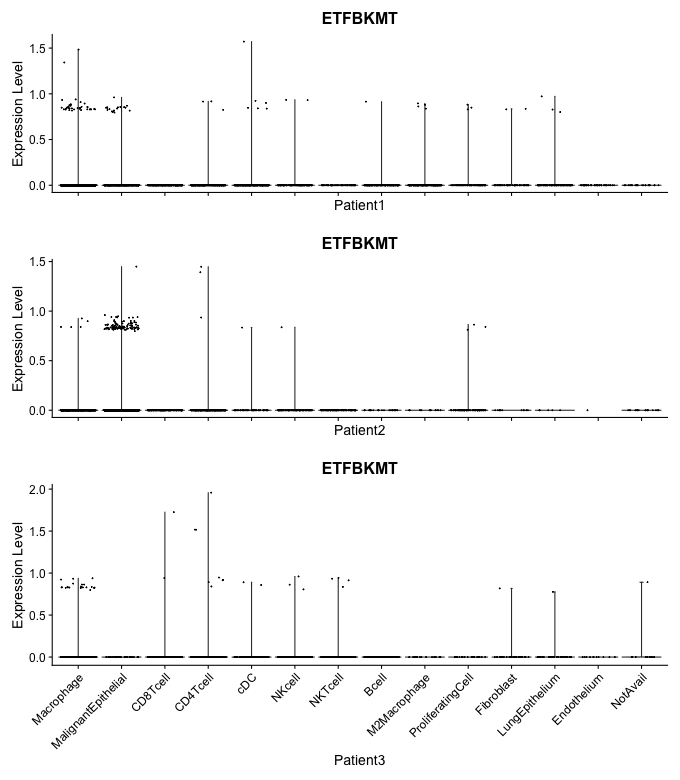 ETFBKMT
Expression Level
1.5
1.0
0.5
0.0
Patient1
ETFBKMT
Expression Level
1.5
1.0
0.5
0.0
Patient2
ETFBKMT
Expression Level
2.0
1.5
1.0
0.5
0.0
Macrophage
MalignantEpithelial
CD8Tcell
CD4Tcell
cDC
NKcell
NKTcell
Bcell
M2Macrophage
ProliferatingCell
Fibroblast
LungEpithelium
Endothelium
NotAvail
Patient3